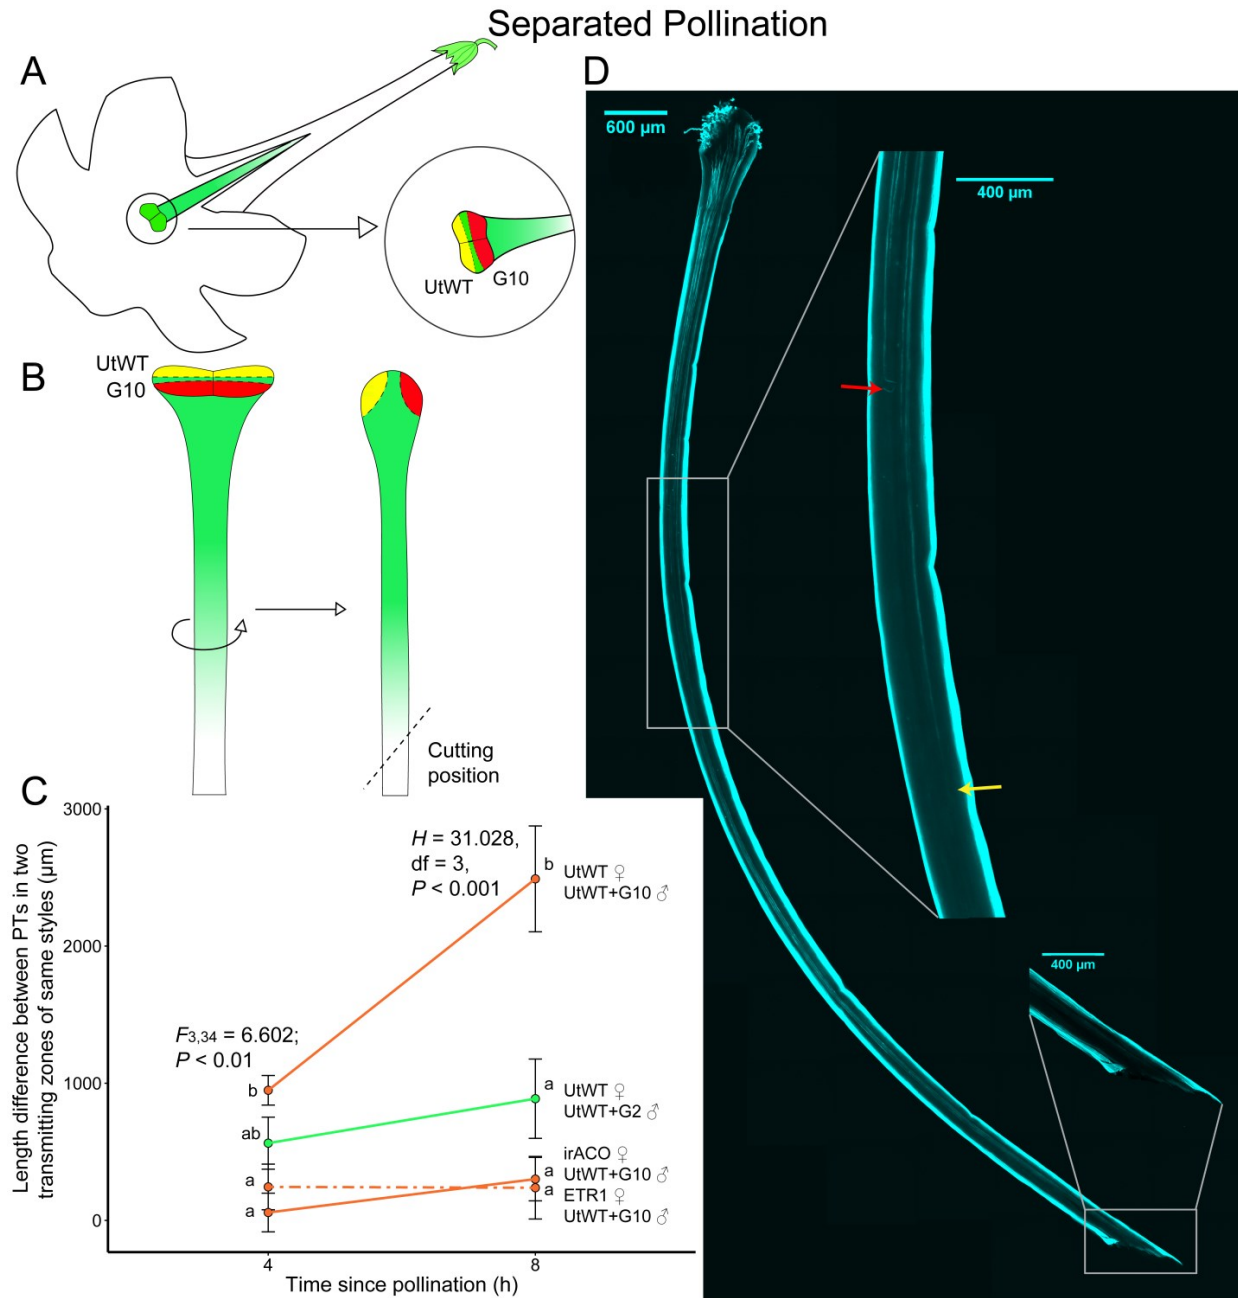 Separated Pollination
A
UtWT
G10
B
UtWT
G10
Cutting
position
C
Length difference between PTs in two
transmitting zones of same styles (µm)
3000
2000
1000
0
H = 31.028,
df = 3,
P < 0.001
F3,34 = 6.602;
P < 0.01
b
ab
a
a
b
UtWT ♀
UtWT+G10 ♂
a
UtWT ♀
UtWT+G2 ♂
irACO ♀
a
UtWT+G10 ♂
a
ETR1 ♀
UtWT+G10 ♂
4
8
Time since pollination (h)
D
600 µm
400 µm
400 µm